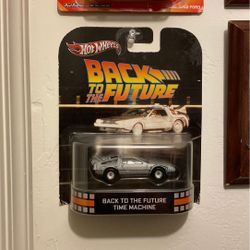 Hot Wheels
BACK
TO THE
FUTURE
BACK TO THE FUTURE
TIME MACHINE